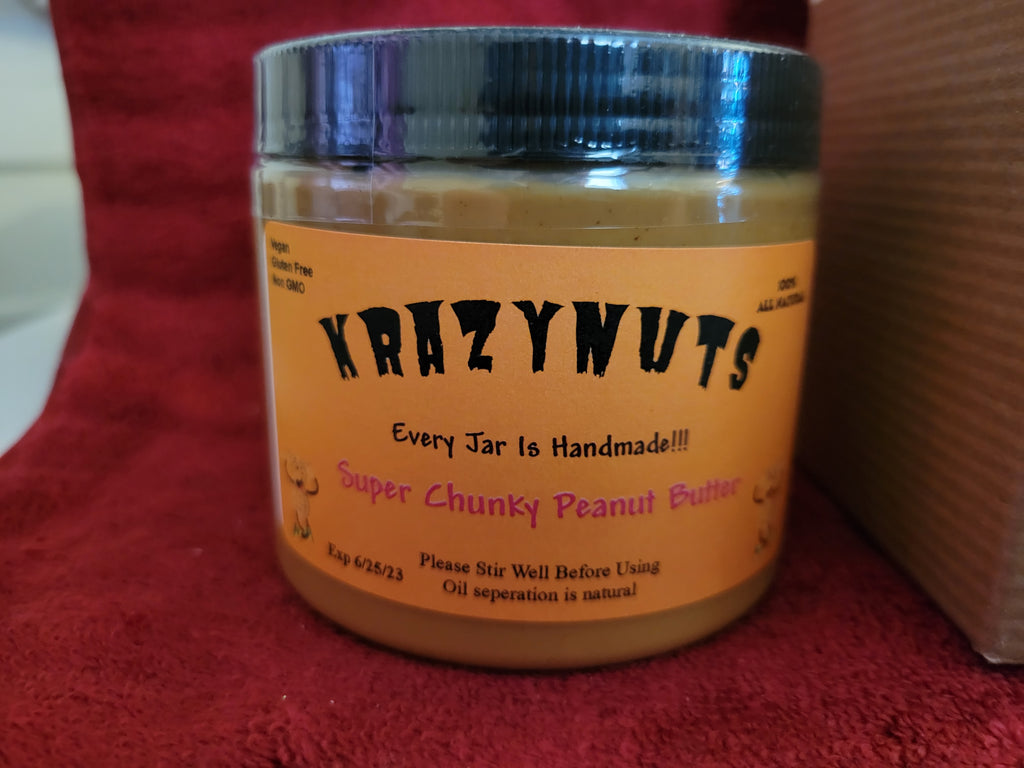 Vegan
Gluten Free
Non GMO
100%
ALL NATURAL
KRAZYNUTS
Every Jar Is Handmade!!!
Super Chunky Peanut Butter
Exp 6/25/23
Please Stir Well Before Using
Oil seperation is natural